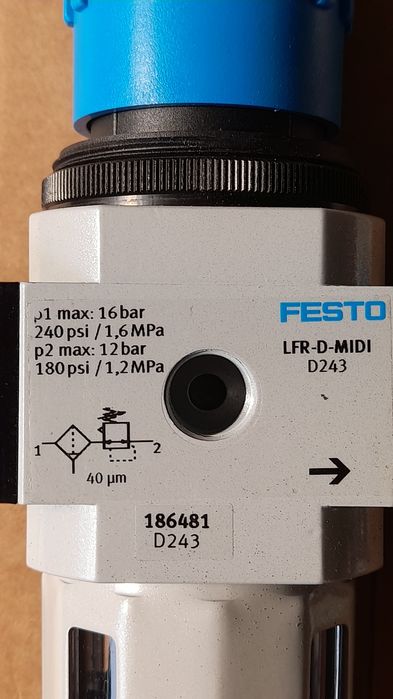 p1 max: 16 bar
240 psi / 1,6 MPa
p2 max: 12 bar
180 psi / 1,2 MPa
FESTO
LFR-D-MIDI
D243
1
2
40 µm
186481
D243